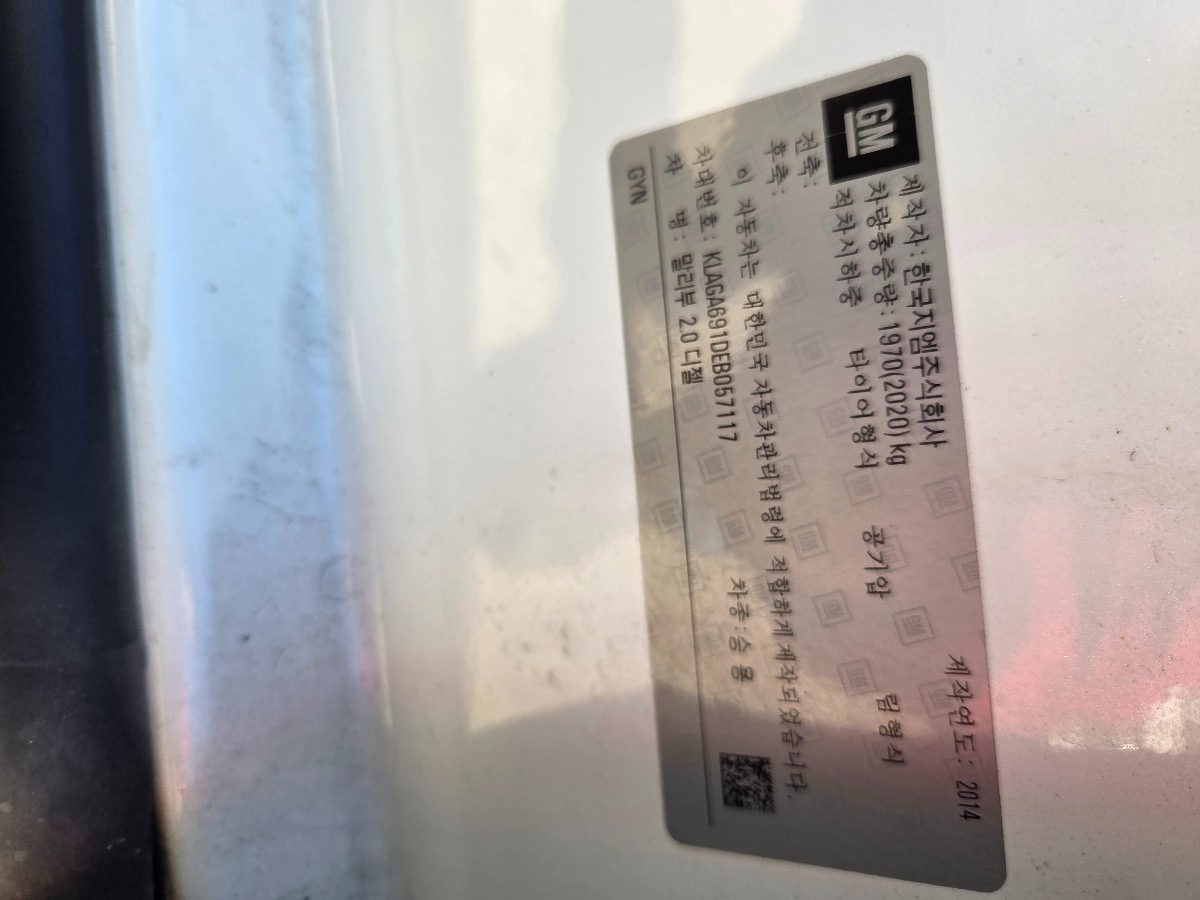 GM
제작자: 한국지엠주식회사 제작연도: 2014
차량총중량: 1970(2020) kg
적차시하중 타이어형식 공기압 림형식
전축:
후축:
이 자동차는 대한민국 자동차관리법령에 적합하게 제작되었습니다.
차대번호: KLAGA691DEB057117 차종: 승 용
차 명: 말리부 2.0 디젤
GYN